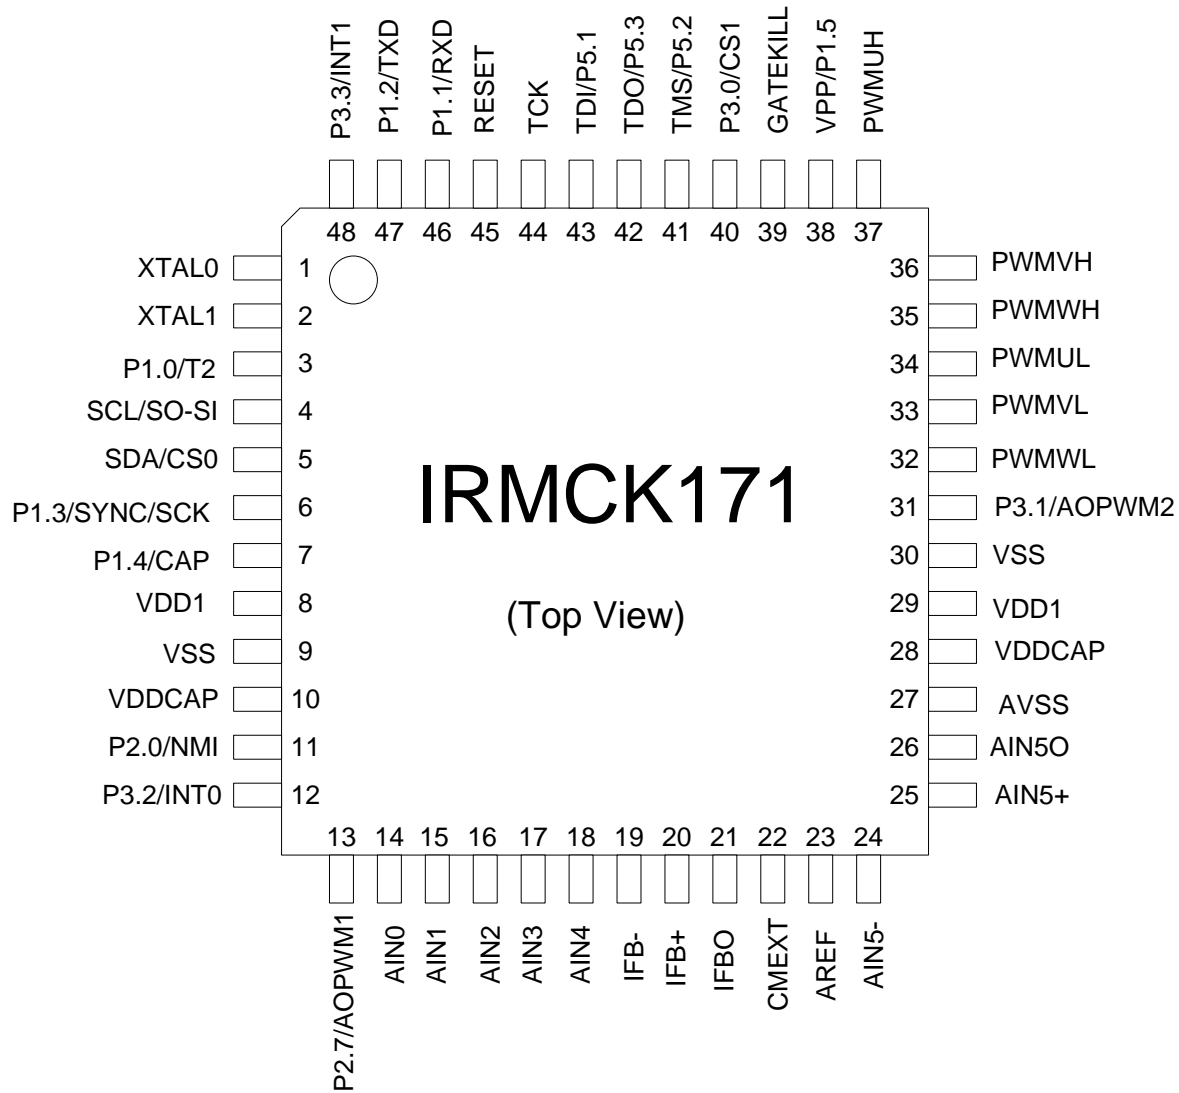 P3.3/INT1
P1.2/TXD
P1.1/RXD
RESET
TCK
TDI/P5.1
TDO/P5.3
TMS/P5.2
P3.0/CS1
GATEKILL
VPP/P1.5
PWMUH
48 47 46 45 44 43 42 41 40 39 38 37
XTAL0 1 36 PWMVH
XTAL1 2 35 PWMWH
P1.0/T2 3 34 PWMUL
SCL/SO-SI 4 33 PWMVL
SDA/CS0 5 32 PWMWL
P1.3/SYNC/SCK 6 31 P3.1/AOPWM2
P1.4/CAP 7 30 VSS
VDD1 8 29 VDD1
VSS 9 28 VDDCAP
VDDCAP 10 27 AVSS
P2.0/NMI 11 26 AIN5O
P3.2/INT0 12 25 AIN5+
IRMCK171
(Top View)
13 14 15 16 17 18 19 20 21 22 23 24
P2.7/AOPWM1
AIN0
AIN1
AIN2
AIN3
AIN4
IFB-
IFB+
IFBO
CMEXT
AREF
AIN5-